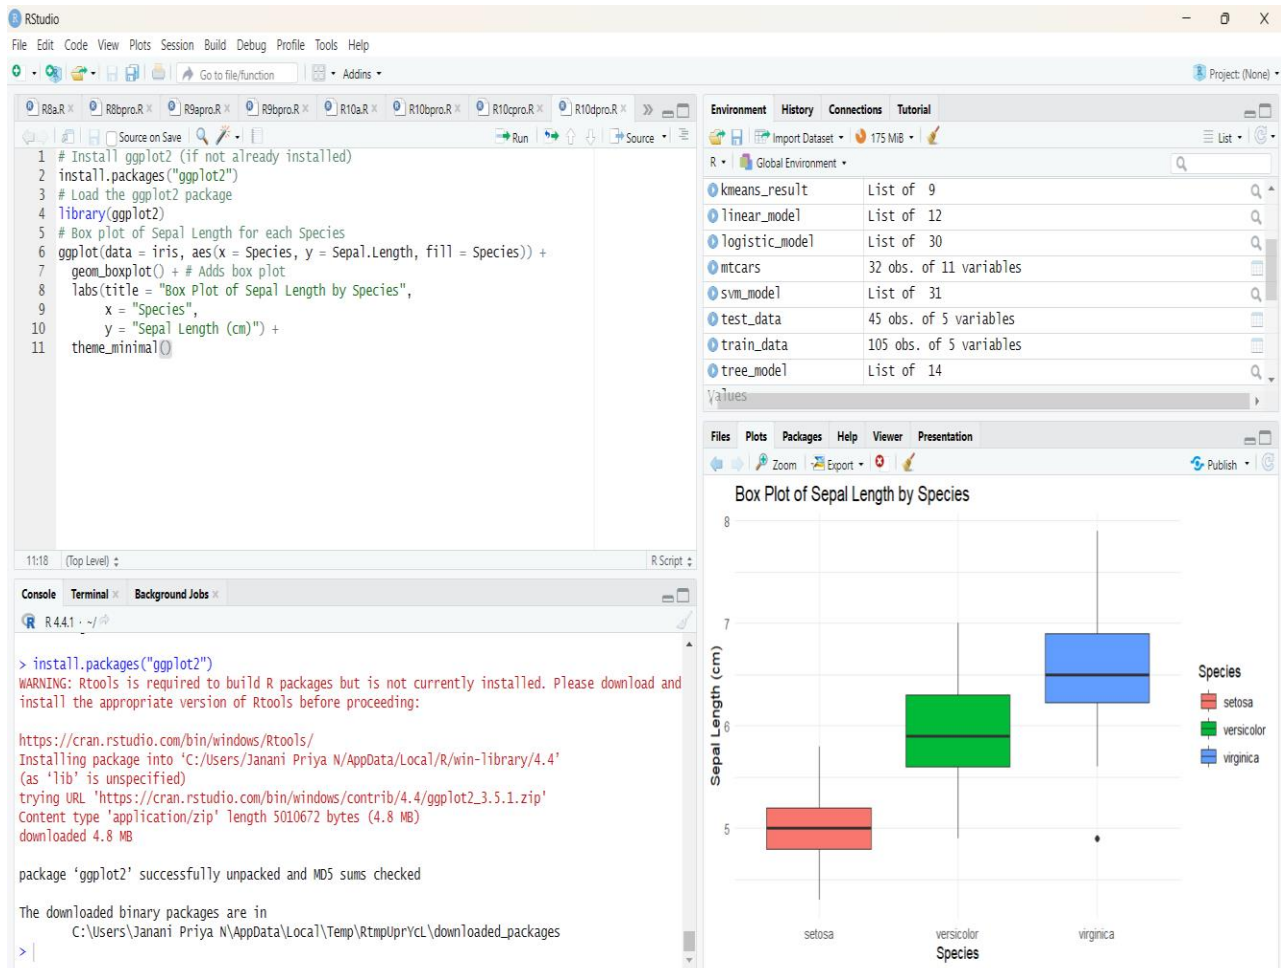 RStudio
File Edit Code View Plots Session Build Debug Profile Tools Help
Go to file/function Addins Project: (None)
R8a.R R8bpro.R R9apro.R R9bpro.R R10a.R R10bpro.R R10cpro.R R10dpro.R
Source on Save Run Source
1 # Install ggplot2 (if not already installed)
2 install.packages("ggplot2")
3 # Load the ggplot2 package
4 library(ggplot2)
5 # Box plot of Sepal Length for each Species
6 ggplot(data = iris, aes(x = Species, y = Sepal.Length, fill = Species)) +
7 geom_boxplot() + # Adds box plot
8 labs(title = "Box Plot of Sepal Length by Species",
9 x = "Species",
10 y = "Sepal Length (cm)") +
11 theme_minimal()
11:18 (Top Level) R Script
Console Terminal Background Jobs
R 4.4.1 · ~/
> install.packages("ggplot2")
WARNING: Rtools is required to build R packages but is not currently installed. Please download and
install the appropriate version of Rtools before proceeding:
https://cran.rstudio.com/bin/windows/Rtools/
Installing package into ‘C:/Users/Janani Priya N/AppData/Local/R/win-library/4.4’
(as ‘lib’ is unspecified)
trying URL 'https://cran.rstudio.com/bin/windows/contrib/4.4/ggplot2_3.5.1.zip'
Content type 'application/zip' length 5010672 bytes (4.8 MB)
downloaded 4.8 MB
package ‘ggplot2’ successfully unpacked and MD5 sums checked
The downloaded binary packages are in
C:\Users\Janani Priya N\AppData\Local\Temp\RtmpUprYcL\downloaded_packages
>
Environment History Connections Tutorial
Import Dataset 175 MiB List
R Global Environment
kmeans_result List of 9
linear_model List of 12
logistic_model List of 30
mtcars 32 obs. of 11 variables
svm_model List of 31
test_data 45 obs. of 5 variables
train_data 105 obs. of 5 variables
tree_model List of 14
Values
Files Plots Packages Help Viewer Presentation
Zoom Export Publish
Box Plot of Sepal Length by Species
8
7
6
5
Sepal Length (cm)
setosa versicolor virginica
Species
Species
setosa
versicolor
virginica